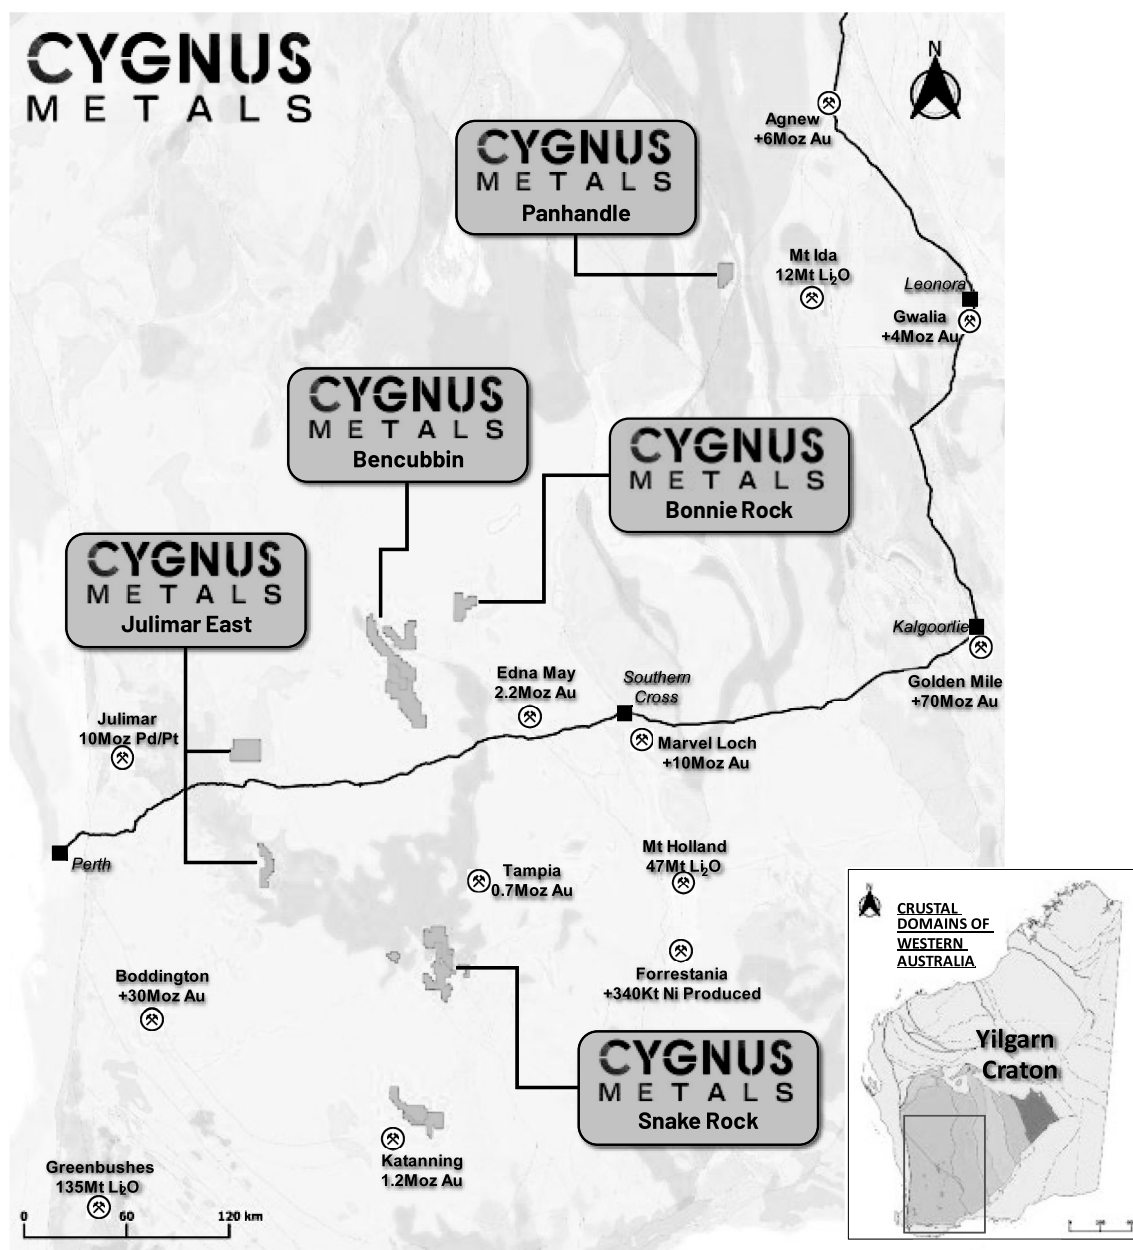 CYGNUS
METALS
N
Agnew
+6Moz Au
CYGNUS
METALS
Panhandle
Mt Ida
12Mt Li2O
Leonora
Gwalia
+4Moz Au
CYGNUS
METALS
Bencubbin
CYGNUS
METALS
Bonnie Rock
CYGNUS
METALS
Julimar East
Kalgoorlie
Golden Mile
+70Moz Au
Edna May
2.2Moz Au
Southern
Cross
Julimar
10Moz Pd/Pt
Marvel Loch
+10Moz Au
Perth
Mt Holland
47Mt Li2O
Tampia
0.7Moz Au
Boddington
+30Moz Au
Forrestania
+340Kt Ni Produced
CYGNUS
METALS
Snake Rock
Katanning
1.2Moz Au
Greenbushes
135Mt Li2O
0 60 120 km
N
CRUSTAL
DOMAINS OF
WESTERN
AUSTRALIA
Yilgarn
Craton